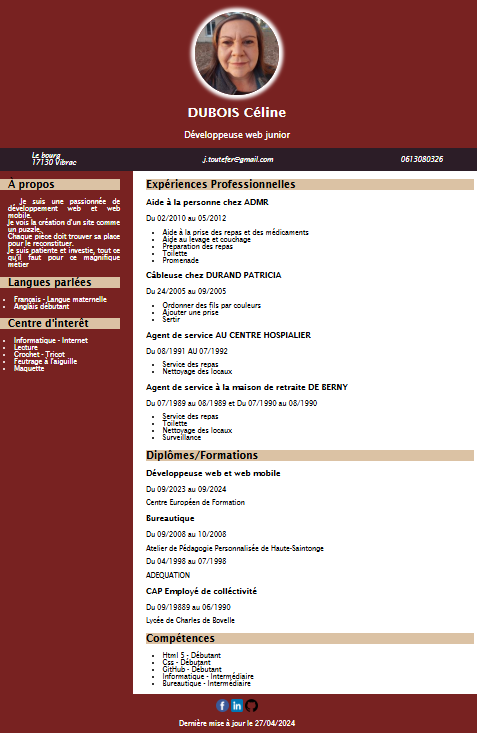 DUBOIS Céline
Développeuse web junior
Le bourg
17130 Vibrac
j.toutefer@gmail.com
0613080326
À propos
Je suis une passionnée de
développement web et web
mobile.
Je vois la création d'un site comme
un puzzle,
Chaque pièce doit trouver sa place
pour le reconstituer.
Je suis patiente et investie, tout ce
qu'il faut pour ce magnifique
métier
Langues parlées
Français - Langue maternelle
Anglais débutant
Centre d'interêt
Informatique - Internet
Lecture
Crochet - Tricot
Feutrage à l'aiguille
Maquette
Expériences Professionnelles
Aide à la personne chez ADMR
Du 02/2010 au 05/2012
Aide à la prise des repas et des médicaments
Aide au levage et couchage
Préparation des repas
Toilette
Promenade
Câbleuse chez DURAND PATRICIA
Du 24/2005 au 09/2005
Ordonner des fils par couleurs
Ajouter une prise
Sertir
Agent de service AU CENTRE HOSPIALIER
Du 08/1991 AU 07/1992
Service des repas
Nettoyage des locaux
Agent de service à la maison de retraite DE BERNY
Du 07/1989 au 08/1989 et Du 07/1990 au 08/1990
Service des repas
Toilette
Nettoyage des locaux
Surveillance
Diplômes/Formations
Développeuse web et web mobile
Du 09/2023 au 09/2024
Centre Européen de Formation
Bureautique
Du 09/2008 au 10/2008
Atelier de Pédagogie Personnalisée de Haute-Saintonge
Du 04/1998 au 07/1998
ADEQUATION
CAP Employé de colléctivité
Du 09/19889 au 06/1990
Lycée de Charles de Bovelle
Compétences
Html 5 - Débutant
Css - Débutant
GitHub - Débutant
Informatique - Intermédiaire
Bureautique - Intermédiaire
Dernière mise à jour le 27/04/2024